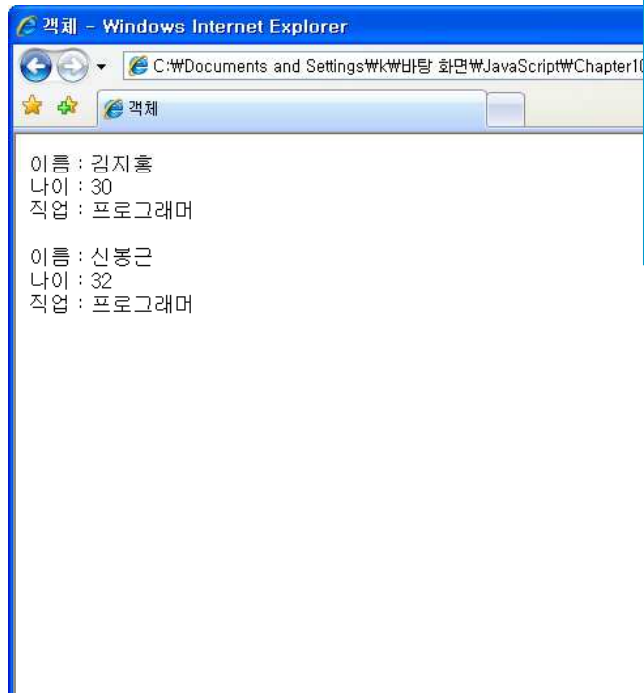 객체 - Windows Internet Explorer
C:₩Documents and Settings₩k₩바탕 화면₩JavaScript₩Chapter10
객체
이름 : 김지홍
나이 : 30
직업 : 프로그래머
이름 : 신봉근
나이 : 32
직업 : 프로그래머